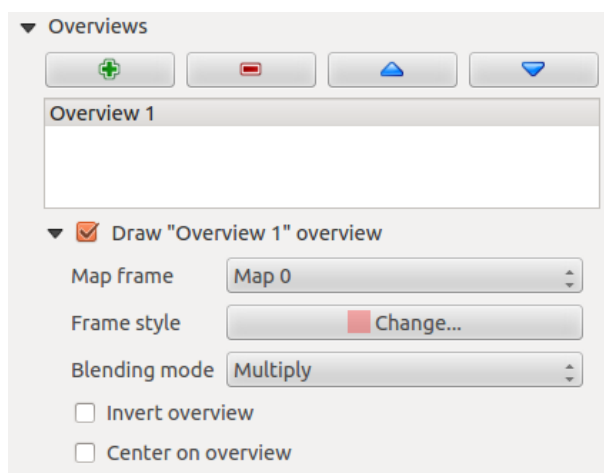 Overviews
Overview 1
Draw "Overview 1" overview
Map frame Map 0
Frame style Change...
Blending mode Multiply
Invert overview
Center on overview